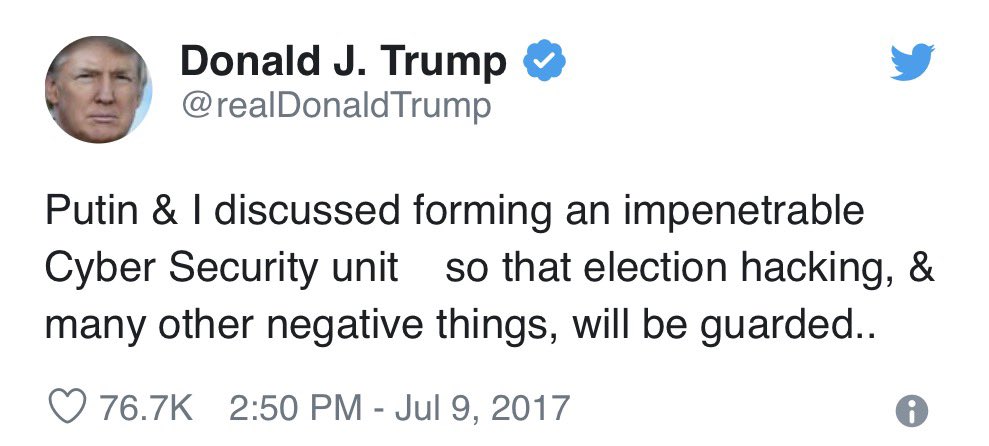 Donald J. Trump
@realDonaldTrump
Putin & I discussed forming an impenetrable
Cyber Security unit so that election hacking, &
many other negative things, will be guarded..
76.7K 2:50 PM - Jul 9, 2017